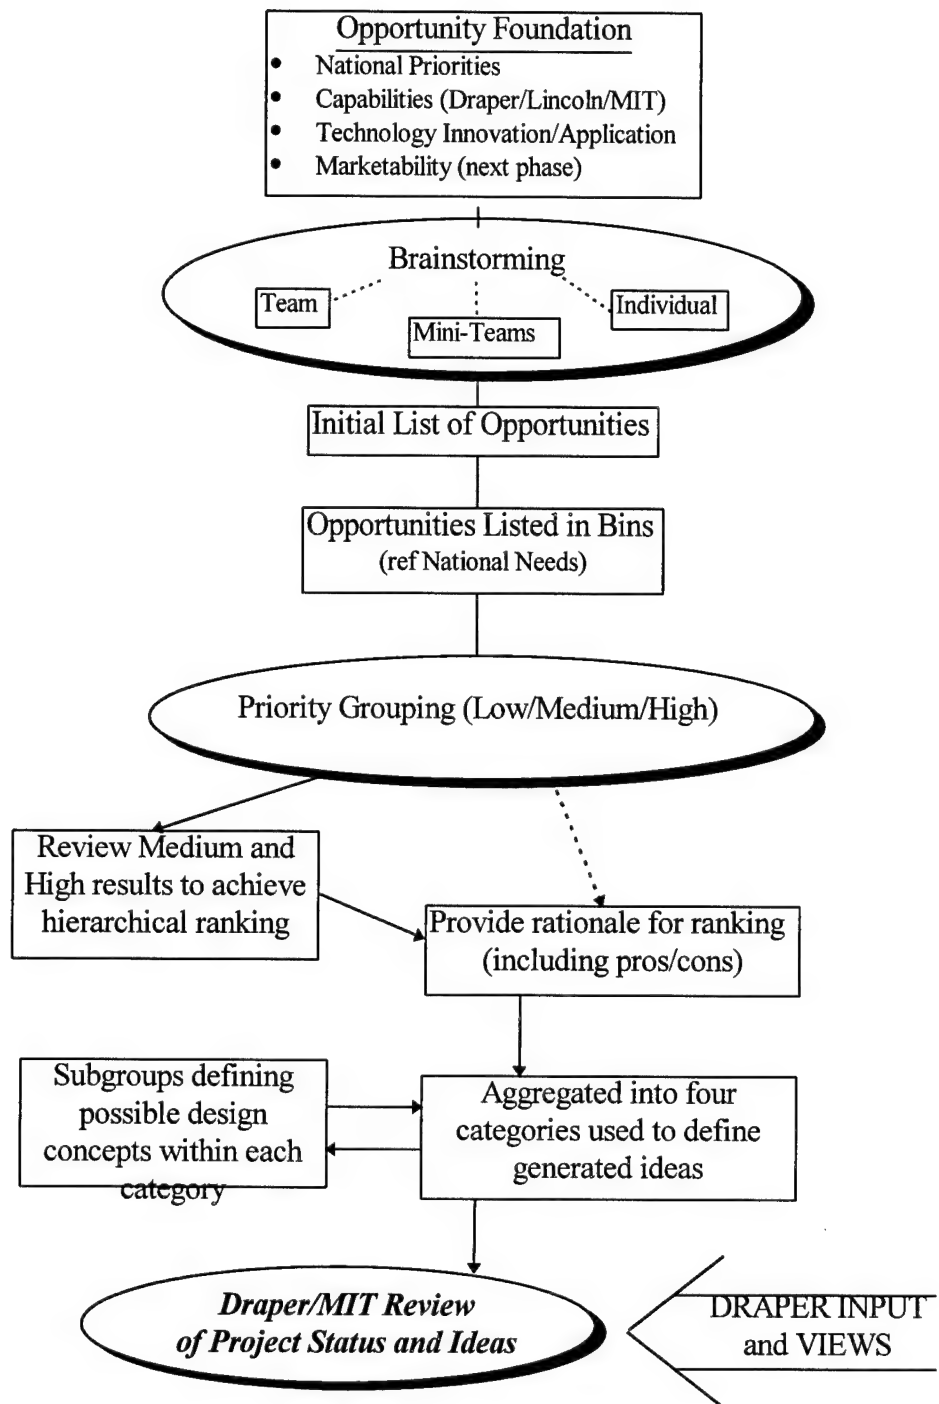 Opportunity Foundation
• National Priorities
• Capabilities (Draper/Lincoln/MIT)
• Technology Innovation/Application
• Marketability (next phase)
Brainstorming
Team
Mini-Teams
Individual
Initial List of Opportunities
Opportunities Listed in Bins
(ref National Needs)
Priority Grouping (Low/Medium/High)
Review Medium and
High results to achieve
hierarchical ranking
Provide rationale for ranking
(including pros/cons)
Subgroups defining
possible design
concepts within each
category
Aggregated into four
categories used to define
generated ideas
Draper/MIT Review
of Project Status and Ideas
DRAPER INPUT
and VIEWS